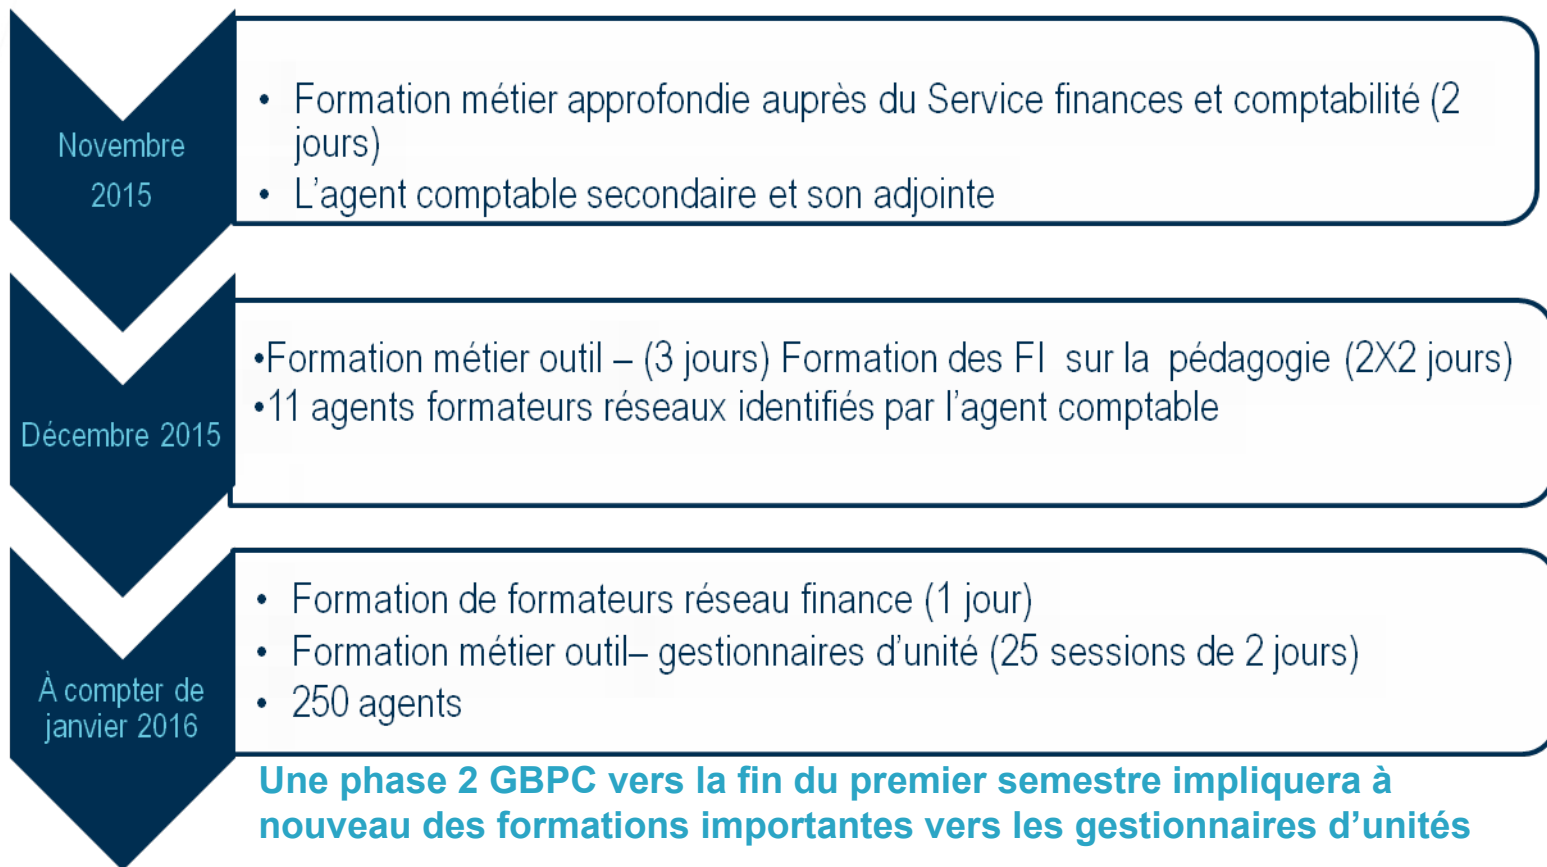 Novembre
2015
• Formation métier approfondie auprès du Service finances et comptabilité (2
jours)
• L’agent comptable secondaire et son adjointe
Décembre 2015
•Formation métier outil – (3 jours) Formation des FI sur la pédagogie (2X2 jours)
•11 agents formateurs réseaux identifiés par l’agent comptable
À compter de
janvier 2016
• Formation de formateurs réseau finance (1 jour)
• Formation métier outil– gestionnaires d’unité (25 sessions de 2 jours)
• 250 agents
Une phase 2 GBPC vers la fin du premier semestre impliquera à
nouveau des formations importantes vers les gestionnaires d’unités